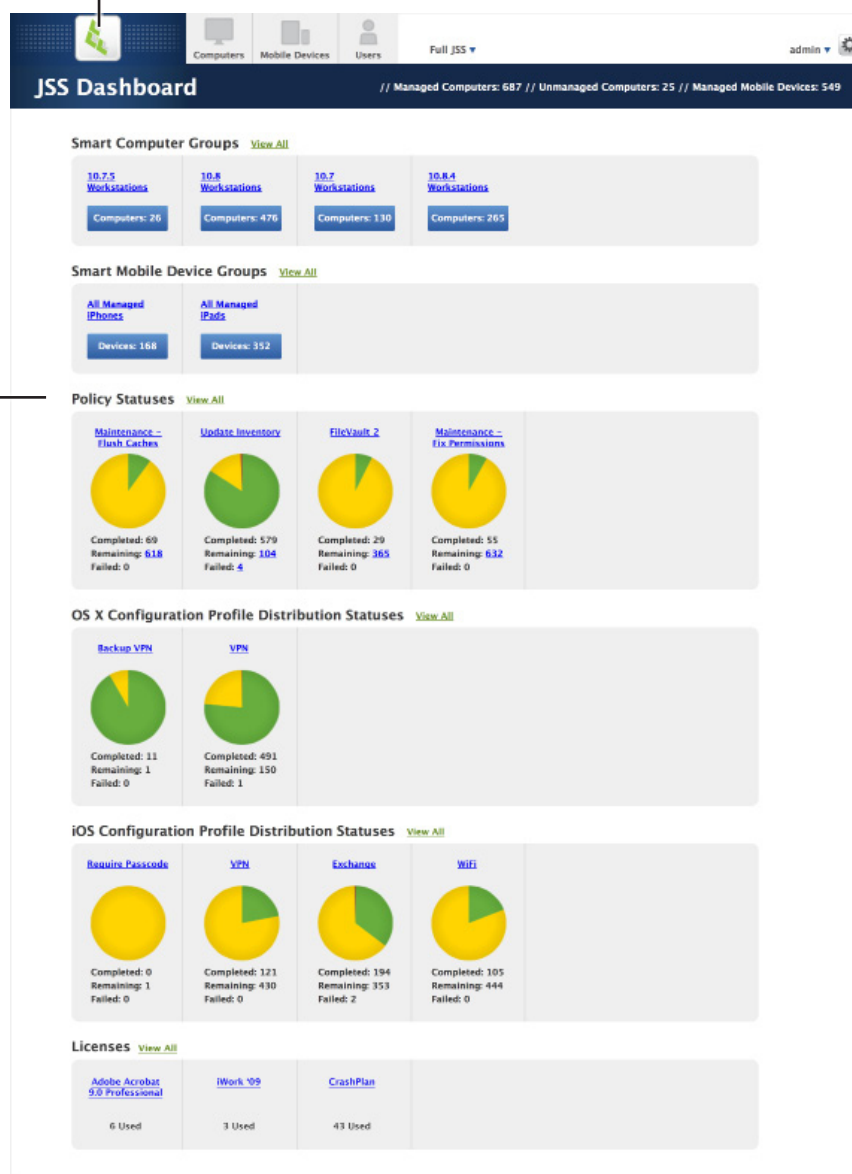 Computers Mobile Devices Users Full JSS ▾ admin ▾
JSS Dashboard // Managed Computers: 687 // Unmanaged Computers: 25 // Managed Mobile Devices: 549
Smart Computer Groups View All
10.7.5 Workstations
Computers: 26
10.8 Workstations
Computers: 476
10.7 Workstations
Computers: 130
10.8.4 Workstations
Computers: 265
Smart Mobile Device Groups View All
All Managed iPhones
Devices: 168
All Managed iPads
Devices: 352
Policy Statuses View All
Maintenance –
Flush Caches
Completed: 69
Remaining: 618
Failed: 0
Update Inventory
Completed: 579
Remaining: 104
Failed: 4
FileVault 2
Completed: 29
Remaining: 365
Failed: 0
Maintenance –
Fix Permissions
Completed: 55
Remaining: 632
Failed: 0
OS X Configuration Profile Distribution Statuses View All
Backup VPN
Completed: 11
Remaining: 1
Failed: 0
VPN
Completed: 491
Remaining: 150
Failed: 1
iOS Configuration Profile Distribution Statuses View All
Require Passcode
Completed: 0
Remaining: 1
Failed: 0
VPN
Completed: 121
Remaining: 430
Failed: 0
Exchange
Completed: 194
Remaining: 353
Failed: 2
WiFi
Completed: 105
Remaining: 444
Failed: 0
Licenses View All
Adobe Acrobat
9.0 Professional
6 Used
iWork '09
3 Used
CrashPlan
43 Used